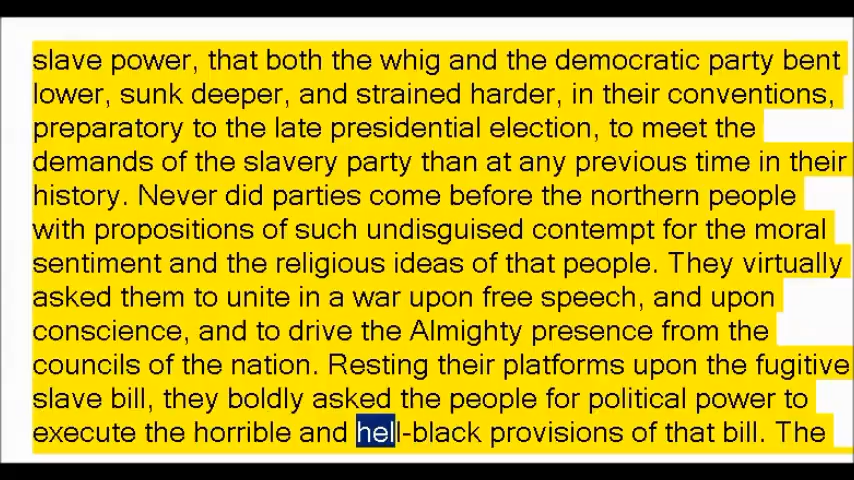 slave power, that both the whig and the democratic party bent
lower, sunk deeper, and strained harder, in their conventions,
preparatory to the late presidential election, to meet the
demands of the slavery party than at any previous time in their
history. Never did parties come before the northern people
with propositions of such undisguised contempt for the moral
sentiment and the religious ideas of that people. They virtually
asked them to unite in a war upon free speech, and upon
conscience, and to drive the Almighty presence from the
councils of the nation. Resting their platforms upon the fugitive
slave bill, they boldly asked the people for political power to
execute the horrible and hell-black provisions of that bill. The